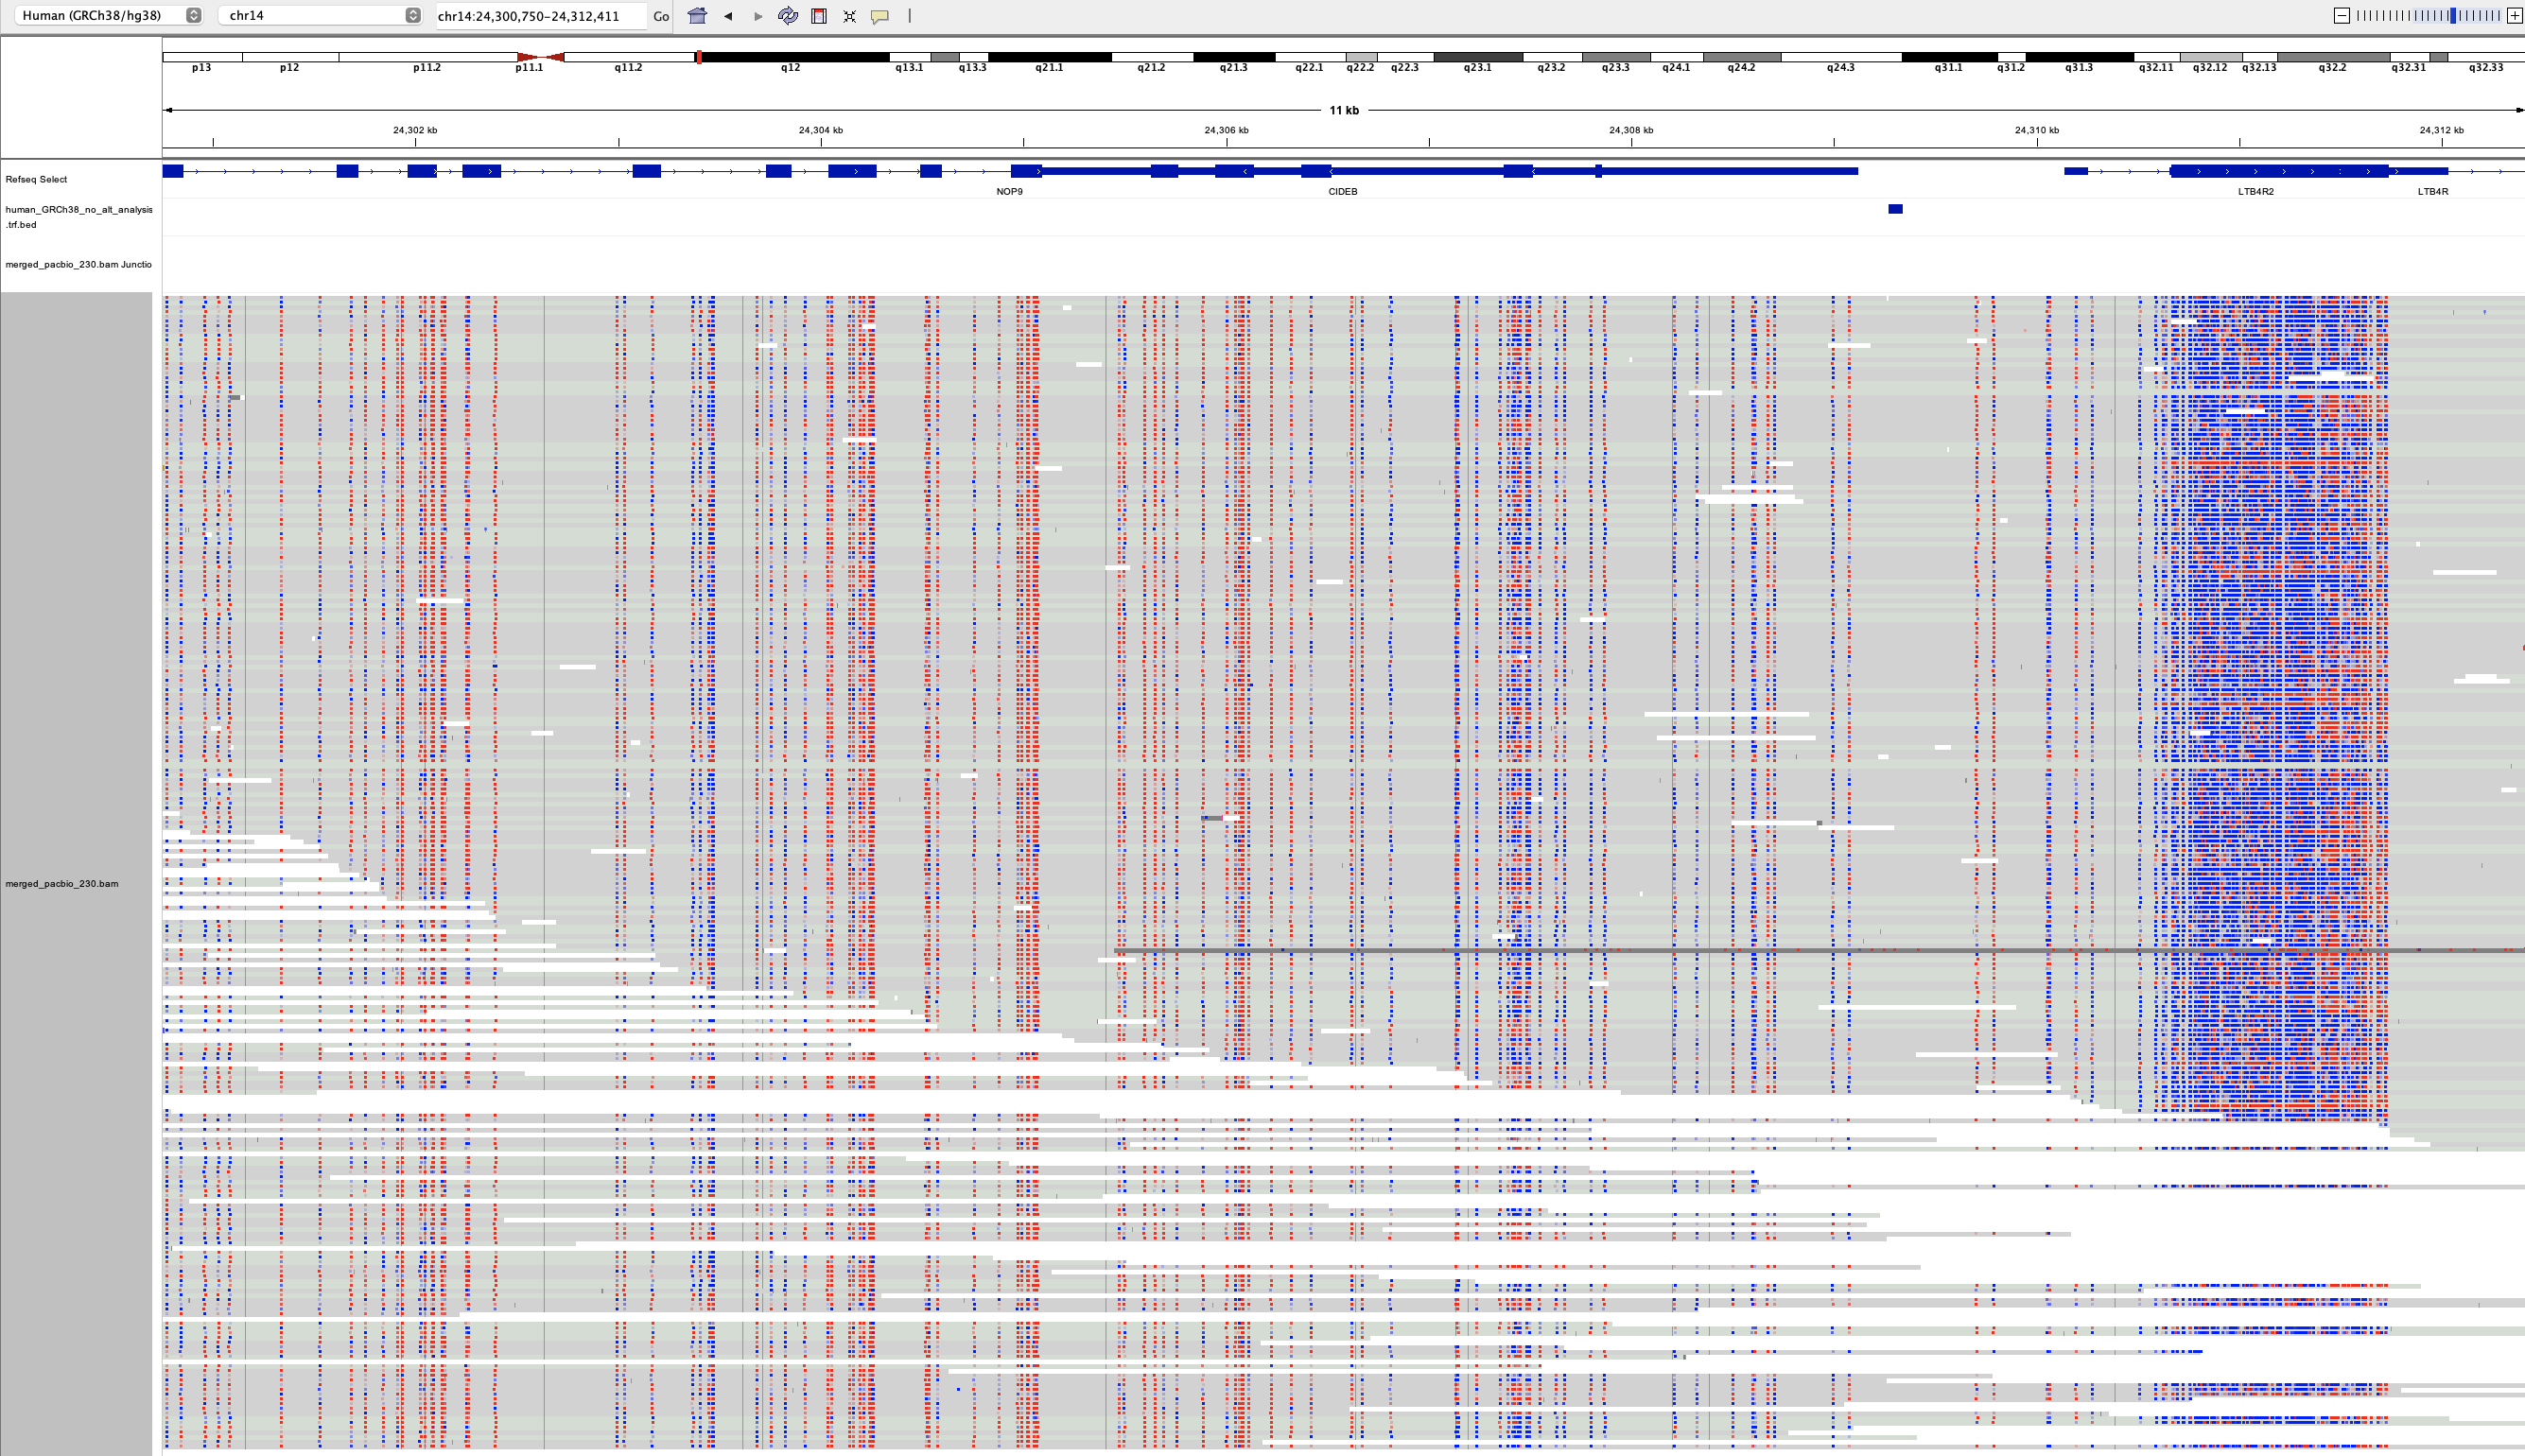 Human (GRCh38/hg38) chr14 chr14:24,300,750-24,312,411 Go
p13 p12 p11.2 p11.1 q11.2 q12 q13.1 q13.3 q21.1 q21.2 q21.3 q22.1 q22.2 q22.3 q23.1 q23.2 q23.3 q24.1 q24.2 q24.3 q31.1 q31.2 q31.3 q32.11 q32.12 q32.13 q32.2 q32.31 q32.33
11 kb
24,302 kb 24,304 kb 24,306 kb 24,308 kb 24,310 kb 24,312 kb
Refseq Select
NOP9 CIDEB LTB4R2 LTB4R
human_GRCh38_no_alt_analysis
.trf.bed
merged_pacbio_230.bam Junctio
merged_pacbio_230.bam